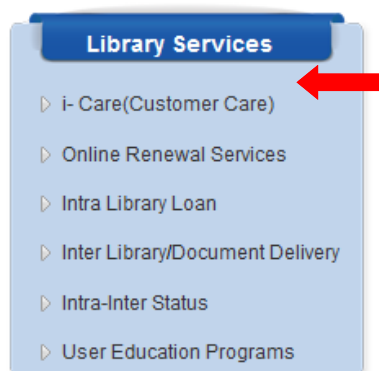 Library Services
i- Care(Customer Care)
Online Renewal Services
Intra Library Loan
Inter Library/Document Delivery
Intra-Inter Status
User Education Programs